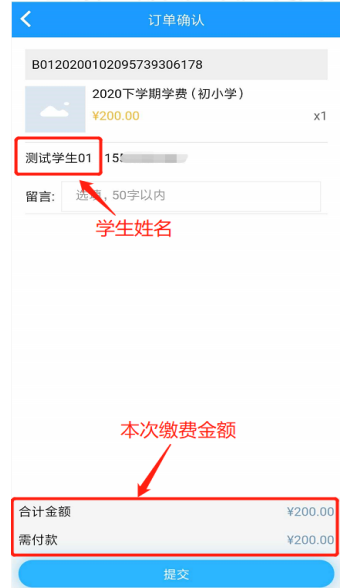 订单确认
B0120200102095739306178
2020下学期学费(初小学)
¥200.00
x1
测试学生01 15
留言: 选填, 50字以内
学生姓名
本次缴费金额
合计金额 ¥200.00
需付款 ¥200.00
提交